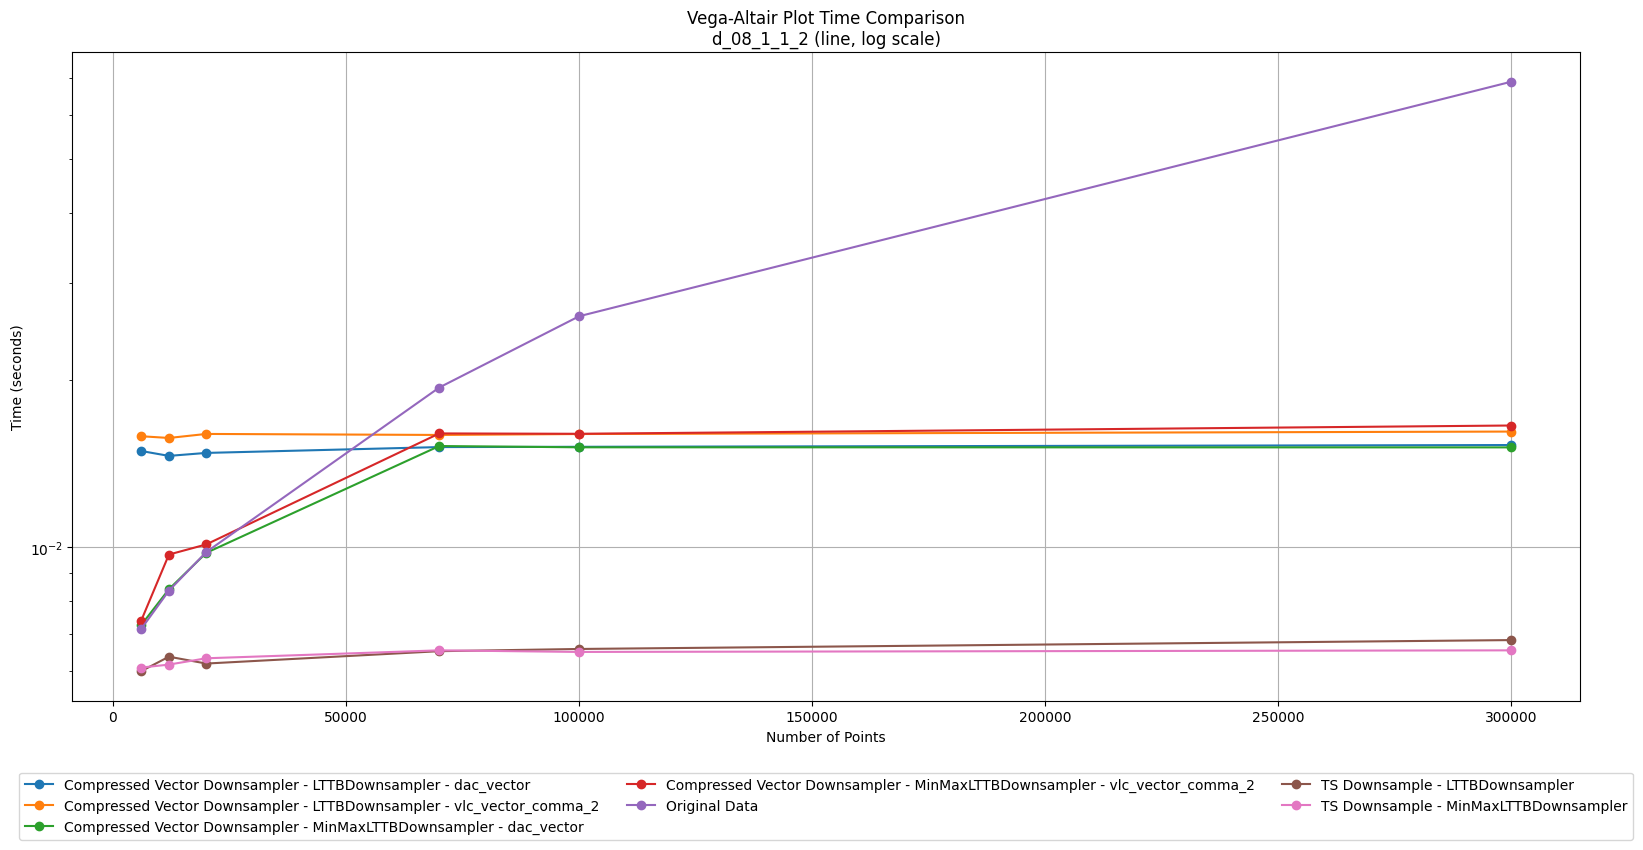 Vega-Altair Plot Time Comparison
d_08_1_1_2 (line, log scale)
Time (seconds)
10⁻²
0 50000 100000 150000 200000 250000 300000
Number of Points
Compressed Vector Downsampler - LTTBDownsampler - dac_vector
Compressed Vector Downsampler - LTTBDownsampler - vlc_vector_comma_2
Compressed Vector Downsampler - MinMaxLTTBDownsampler - dac_vector
Compressed Vector Downsampler - MinMaxLTTBDownsampler - vlc_vector_comma_2
Original Data
TS Downsample - LTTBDownsampler
TS Downsample - MinMaxLTTBDownsampler